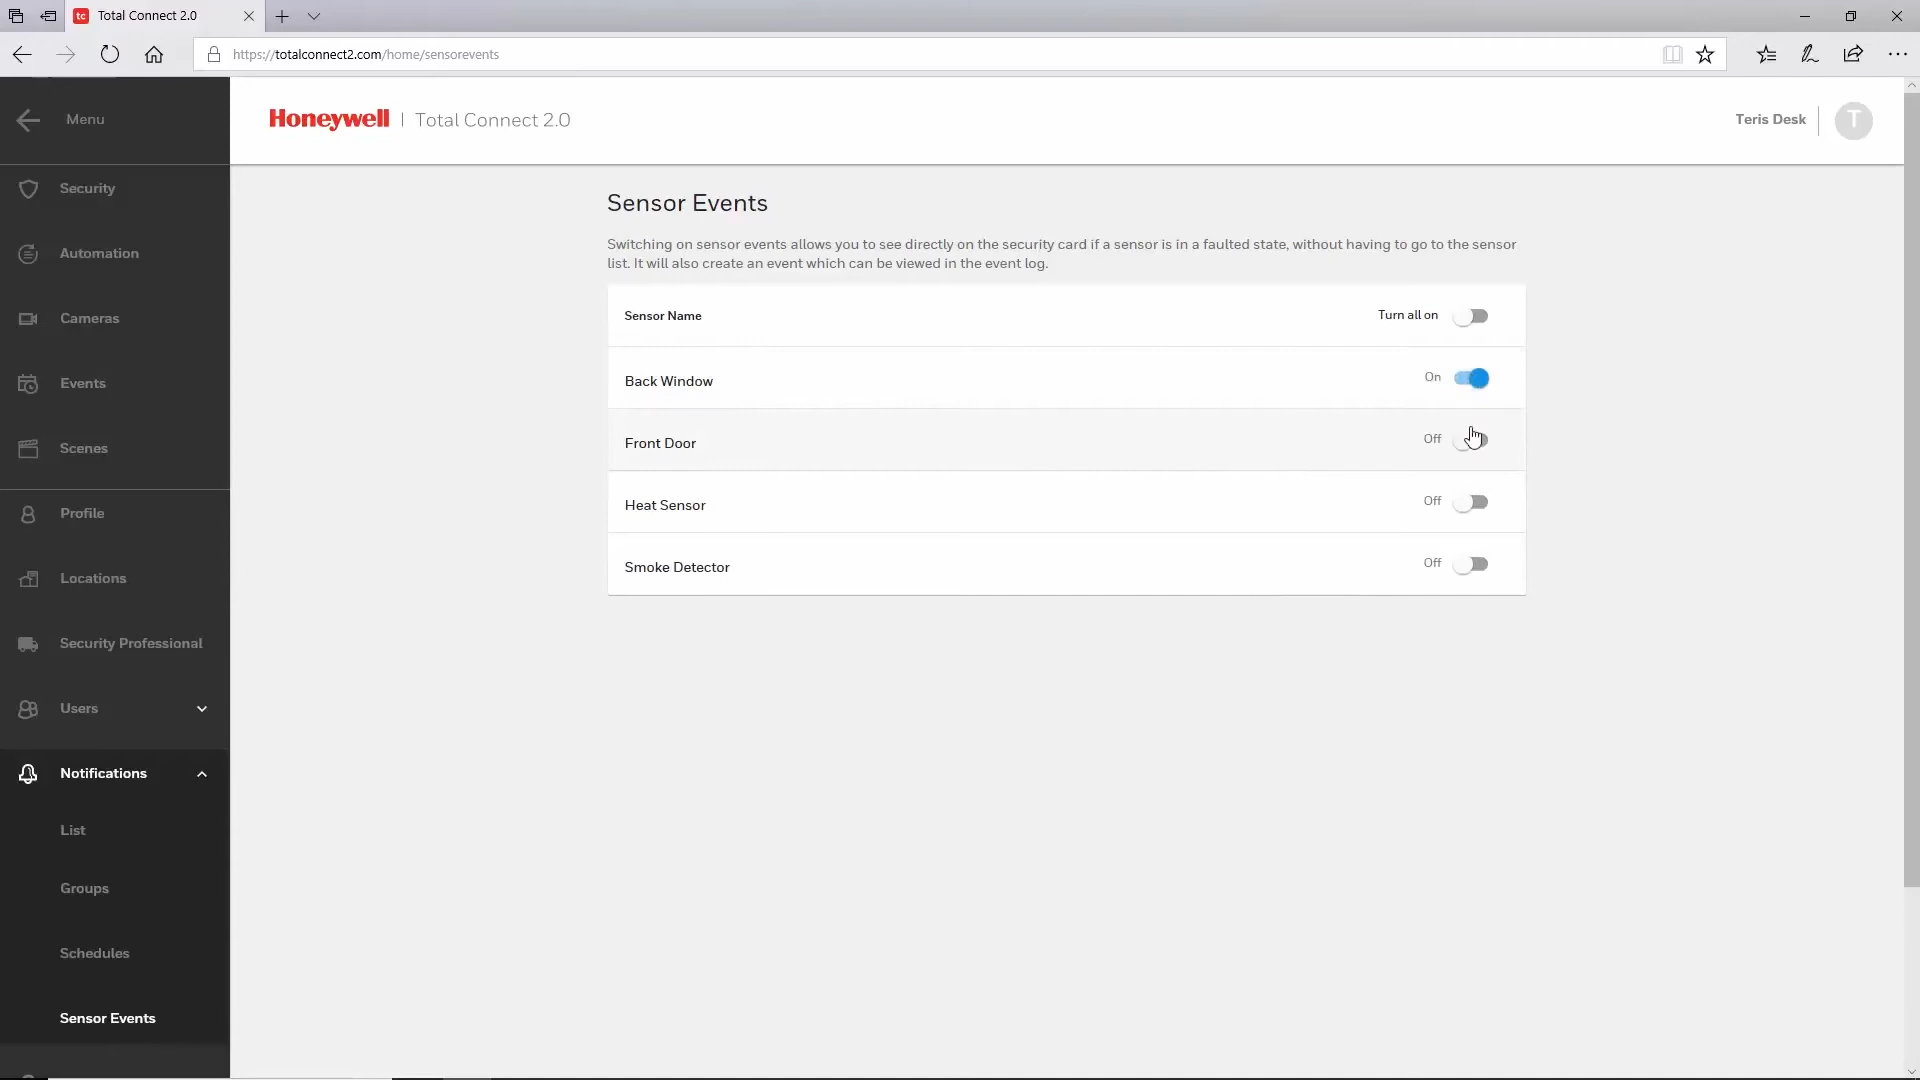 tc Total Connect 2.0
https://totalconnect2.com/home/sensorevents
Menu
Honeywell | Total Connect 2.0
Teris Desk
T
Security
Automation
Cameras
Events
Scenes
Profile
Locations
Security Professional
Users
Notifications
List
Groups
Schedules
Sensor Events
Sensor Events
Switching on sensor events allows you to see directly on the security card if a sensor is in a faulted state, without having to go to the sensor
list. It will also create an event which can be viewed in the event log.
Sensor Name Turn all on
Back Window On
Front Door Off
Heat Sensor Off
Smoke Detector Off